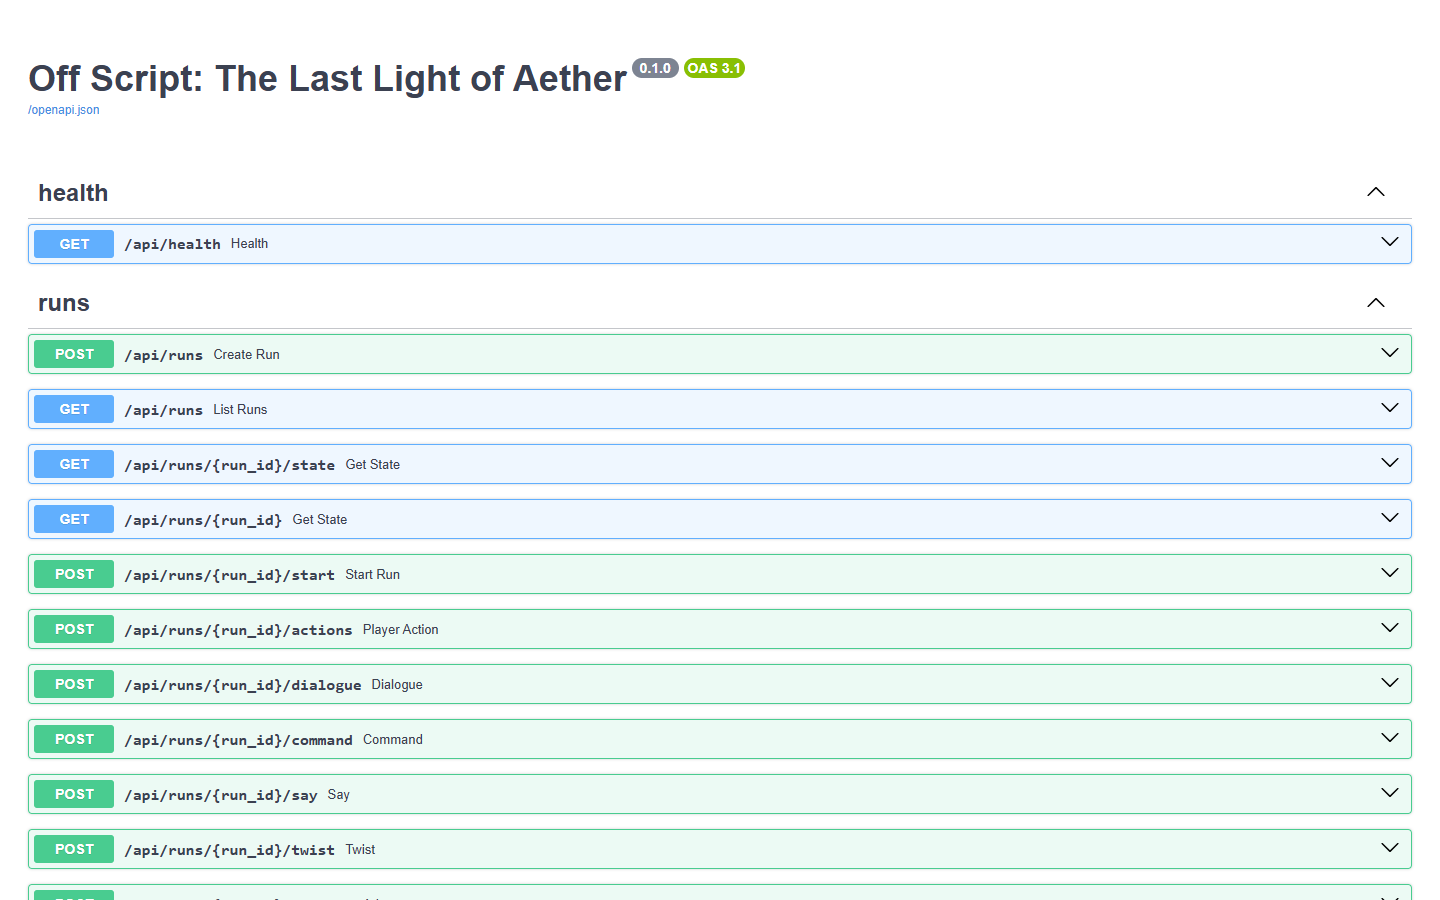 Off Script: The Last Light of Aether 0.1.0 OAS 3.1
/openapi.json
health
GET /api/health Health
runs
POST /api/runs Create Run
GET /api/runs List Runs
GET /api/runs/{run_id}/state Get State
GET /api/runs/{run_id} Get State
POST /api/runs/{run_id}/start Start Run
POST /api/runs/{run_id}/actions Player Action
POST /api/runs/{run_id}/dialogue Dialogue
POST /api/runs/{run_id}/command Command
POST /api/runs/{run_id}/say Say
POST /api/runs/{run_id}/twist Twist